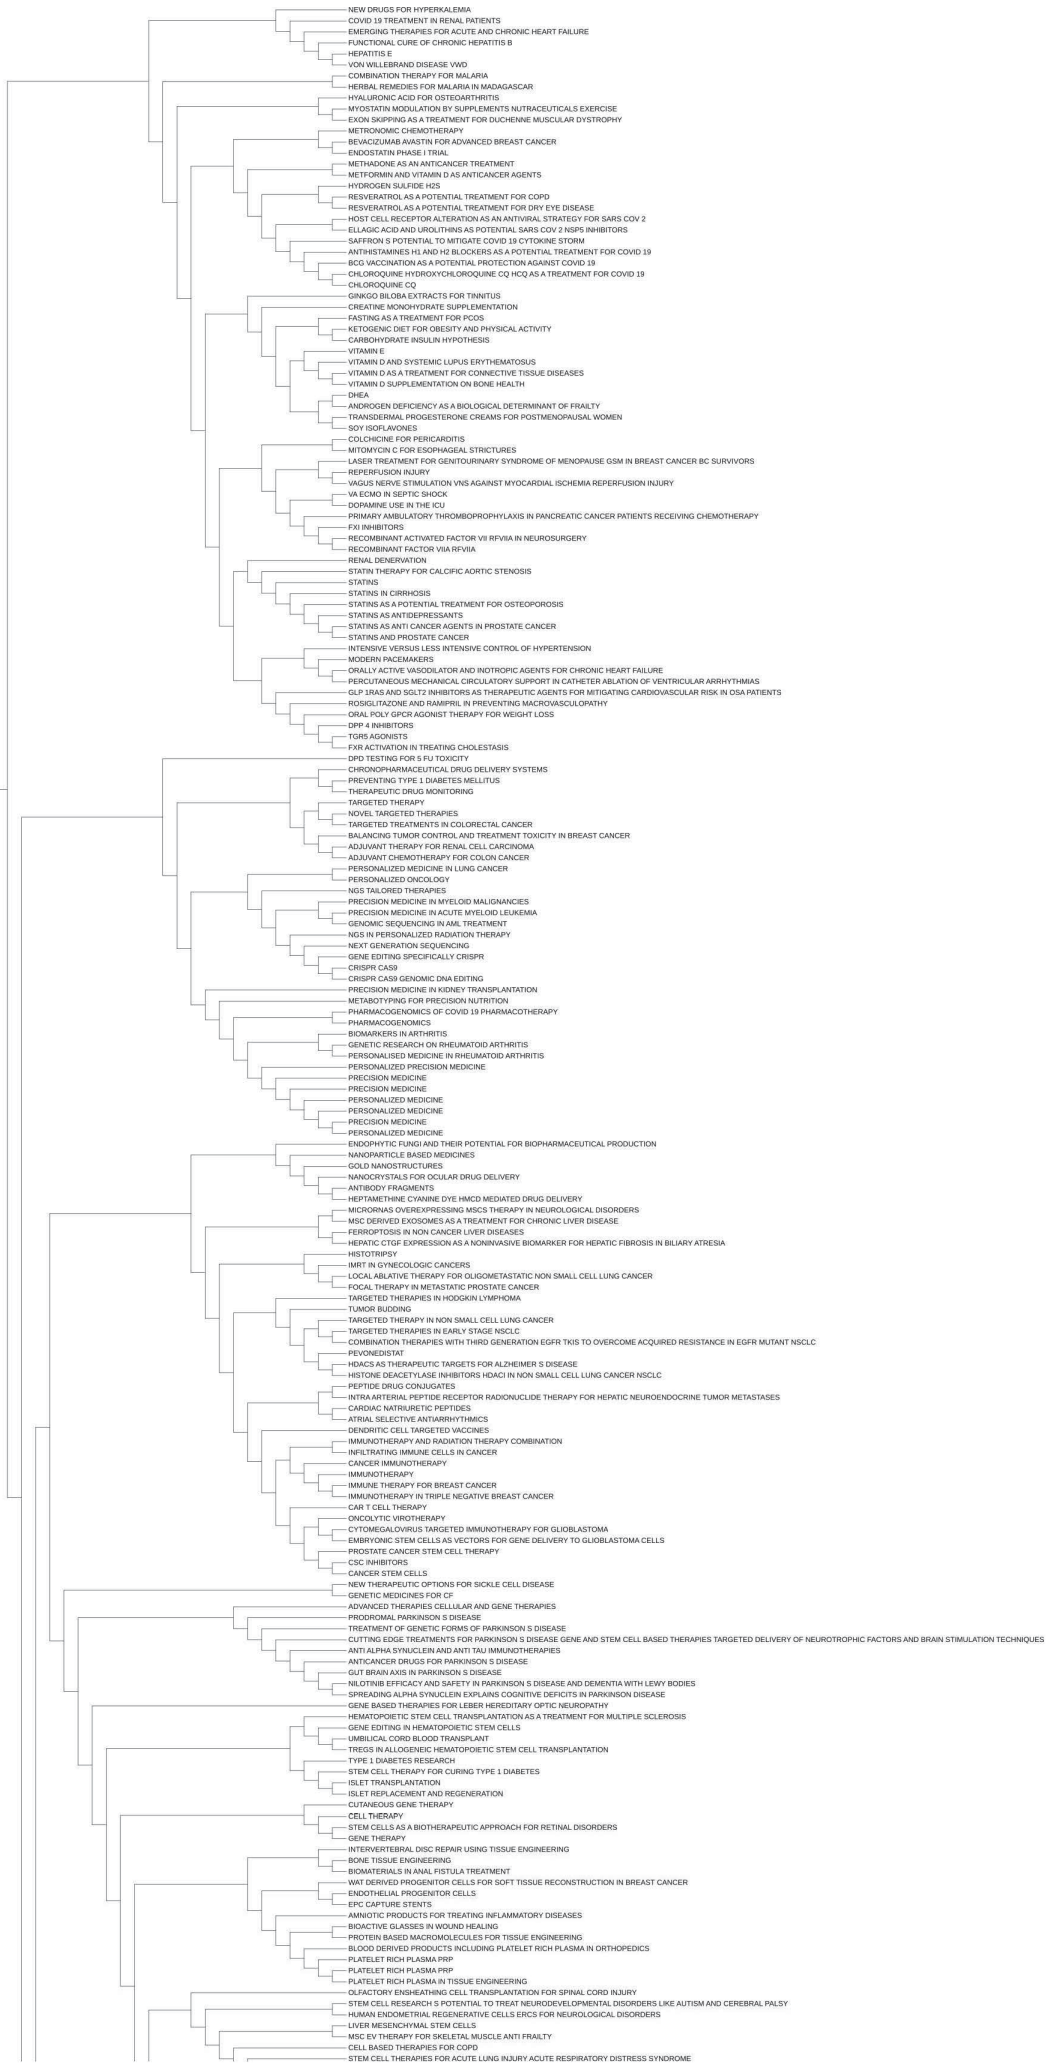 NEW DRUGS FOR HYPERKALEMIA
COVID 19 TREATMENT IN RENAL PATIENTS
EMERGING THERAPIES FOR ACUTE AND CHRONIC HEART FAILURE
FUNCTIONAL CURE OF CHRONIC HEPATITIS B
HEPATITIS E
VON WILLEBRAND DISEASE VWD
COMBINATION THERAPY FOR MALARIA
HERBAL REMEDIES FOR MALARIA IN MADAGASCAR
HYALURONIC ACID FOR OSTEOARTHRITIS
MYOSTATIN MODULATION BY SUPPLEMENTS NUTRACEUTICALS EXERCISE
EXON SKIPPING AS A TREATMENT FOR DUCHENNE MUSCULAR DYSTROPHY
METRONOMIC CHEMOTHERAPY
BEVACIZUMAB AVASTIN FOR ADVANCED BREAST CANCER
ENDOSTATIN PHASE I TRIAL
METHADONE AS AN ANTICANCER TREATMENT
METFORMIN AND VITAMIN D AS ANTICANCER AGENTS
HYDROGEN SULFIDE H2S
RESVERATROL AS A POTENTIAL TREATMENT FOR COPD
RESVERATROL AS A POTENTIAL TREATMENT FOR DRY EYE DISEASE
HOST CELL RECEPTOR ALTERATION AS AN ANTIVIRAL STRATEGY FOR SARS COV 2
ELLAGIC ACID AND UROLITHINS AS POTENTIAL SARS COV 2 NSP5 INHIBITORS
SAFFRON S POTENTIAL TO MITIGATE COVID 19 CYTOKINE STORM
ANTIHISTAMINES H1 AND H2 BLOCKERS AS A POTENTIAL TREATMENT FOR COVID 19
BCG VACCINATION AS A POTENTIAL PROTECTION AGAINST COVID 19
CHLOROQUINE HYDROXYCHLOROQUINE CQ HCQ AS A TREATMENT FOR COVID 19
CHLOROQUINE CQ
GINKGO BILOBA EXTRACTS FOR TINNITUS
CREATINE MONOHYDRATE SUPPLEMENTATION
FASTING AS A TREATMENT FOR PCOS
KETOGENIC DIET FOR OBESITY AND PHYSICAL ACTIVITY
CARBOHYDRATE INSULIN HYPOTHESIS
VITAMIN E
VITAMIN D AND SYSTEMIC LUPUS ERYTHEMATOSUS
VITAMIN D AS A TREATMENT FOR CONNECTIVE TISSUE DISEASES
VITAMIN D SUPPLEMENTATION ON BONE HEALTH
DHEA
ANDROGEN DEFICIENCY AS A BIOLOGICAL DETERMINANT OF FRAILTY
TRANSDERMAL PROGESTERONE CREAMS FOR POSTMENOPAUSAL WOMEN
SOY ISOFLAVONES
COLCHICINE FOR PERICARDITIS
MITOMYCIN C FOR ESOPHAGEAL STRICTURES
LASER TREATMENT FOR GENITOURINARY SYNDROME OF MENOPAUSE GSM IN BREAST CANCER BC SURVIVORS
REPERFUSION INJURY
VAGUS NERVE STIMULATION VNS AGAINST MYOCARDIAL ISCHEMIA REPERFUSION INJURY
VA ECMO IN SEPTIC SHOCK
DOPAMINE USE IN THE ICU
PRIMARY AMBULATORY THROMBOPROPHYLAXIS IN PANCREATIC CANCER PATIENTS RECEIVING CHEMOTHERAPY
FXI INHIBITORS
RECOMBINANT ACTIVATED FACTOR VII RFVIIA IN NEUROSURGERY
RECOMBINANT FACTOR VIIA RFVIIA
RENAL DENERVATION
STATIN THERAPY FOR CALCIFIC AORTIC STENOSIS
STATINS
STATINS IN CIRRHOSIS
STATINS AS A POTENTIAL TREATMENT FOR OSTEOPOROSIS
STATINS AS ANTIDEPRESSANTS
STATINS AS ANTI CANCER AGENTS IN PROSTATE CANCER
STATINS AND PROSTATE CANCER
INTENSIVE VERSUS LESS INTENSIVE CONTROL OF HYPERTENSION
MODERN PACEMAKERS
ORALLY ACTIVE VASODILATOR AND INOTROPIC AGENTS FOR CHRONIC HEART FAILURE
PERCUTANEOUS MECHANICAL CIRCULATORY SUPPORT IN CATHETER ABLATION OF VENTRICULAR ARRHYTHMIAS
GLP 1RAS AND SGLT2 INHIBITORS AS THERAPEUTIC AGENTS FOR MITIGATING CARDIOVASCULAR RISK IN OSA PATIENTS
ROSIGLITAZONE AND RAMIPRIL IN PREVENTING MACROVASCULOPATHY
ORAL POLY GPCR AGONIST THERAPY FOR WEIGHT LOSS
DPP 4 INHIBITORS
TGR5 AGONISTS
FXR ACTIVATION IN TREATING CHOLESTASIS
DPD TESTING FOR 5 FU TOXICITY
CHRONOPHARMACEUTICAL DRUG DELIVERY SYSTEMS
PREVENTING TYPE 1 DIABETES MELLITUS
THERAPEUTIC DRUG MONITORING
TARGETED THERAPY
NOVEL TARGETED THERAPIES
TARGETED TREATMENTS IN COLORECTAL CANCER
BALANCING TUMOR CONTROL AND TREATMENT TOXICITY IN BREAST CANCER
ADJUVANT THERAPY FOR RENAL CELL CARCINOMA
ADJUVANT CHEMOTHERAPY FOR COLON CANCER
PERSONALIZED MEDICINE IN LUNG CANCER
PERSONALIZED ONCOLOGY
NGS TAILORED THERAPIES
PRECISION MEDICINE IN MYELOID MALIGNANCIES
PRECISION MEDICINE IN ACUTE MYELOID LEUKEMIA
GENOMIC SEQUENCING IN AML TREATMENT
NGS IN PERSONALIZED RADIATION THERAPY
NEXT GENERATION SEQUENCING
GENE EDITING SPECIFICALLY CRISPR
CRISPR CAS9
CRISPR CAS9 GENOMIC DNA EDITING
PRECISION MEDICINE IN KIDNEY TRANSPLANTATION
METABOTYPING FOR PRECISION NUTRITION
PHARMACOGENOMICS OF COVID 19 PHARMACOTHERAPY
PHARMACOGENOMICS
BIOMARKERS IN ARTHRITIS
GENETIC RESEARCH ON RHEUMATOID ARTHRITIS
PERSONALISED MEDICINE IN RHEUMATOID ARTHRITIS
PERSONALIZED PRECISION MEDICINE
PRECISION MEDICINE
PRECISION MEDICINE
PERSONALIZED MEDICINE
PERSONALIZED MEDICINE
PRECISION MEDICINE
PERSONALIZED MEDICINE
ENDOPHYTIC FUNGI AND THEIR POTENTIAL FOR BIOPHARMACEUTICAL PRODUCTION
NANOPARTICLE BASED MEDICINES
GOLD NANOSTRUCTURES
NANOCRYSTALS FOR OCULAR DRUG DELIVERY
ANTIBODY FRAGMENTS
HEPTAMETHINE CYANINE DYE HMCD MEDIATED DRUG DELIVERY
MICRORNAS OVEREXPRESSING MSCS THERAPY IN NEUROLOGICAL DISORDERS
MSC DERIVED EXOSOMES AS A TREATMENT FOR CHRONIC LIVER DISEASE
FERROPTOSIS IN NON CANCER LIVER DISEASES
HEPATIC CTGF EXPRESSION AS A NONINVASIVE BIOMARKER FOR HEPATIC FIBROSIS IN BILIARY ATRESIA
HISTOTRIPSY
IMRT IN GYNECOLOGIC CANCERS
LOCAL ABLATIVE THERAPY FOR OLIGOMETASTATIC NON SMALL CELL LUNG CANCER
FOCAL THERAPY IN METASTATIC PROSTATE CANCER
TARGETED THERAPIES IN HODGKIN LYMPHOMA
TUMOR BUDDING
TARGETED THERAPY IN NON SMALL CELL LUNG CANCER
TARGETED THERAPIES IN EARLY STAGE NSCLC
COMBINATION THERAPIES WITH THIRD GENERATION EGFR TKIS TO OVERCOME ACQUIRED RESISTANCE IN EGFR MUTANT NSCLC
PEVONEDISTAT
HDACS AS THERAPEUTIC TARGETS FOR ALZHEIMER S DISEASE
HISTONE DEACETYLASE INHIBITORS HDACI IN NON SMALL CELL LUNG CANCER NSCLC
PEPTIDE DRUG CONJUGATES
INTRA ARTERIAL PEPTIDE RECEPTOR RADIONUCLIDE THERAPY FOR HEPATIC NEUROENDOCRINE TUMOR METASTASES
CARDIAC NATRIURETIC PEPTIDES
ATRIAL SELECTIVE ANTIARRHYTHMICS
DENDRITIC CELL TARGETED VACCINES
IMMUNOTHERAPY AND RADIATION THERAPY COMBINATION
INFILTRATING IMMUNE CELLS IN CANCER
CANCER IMMUNOTHERAPY
IMMUNOTHERAPY
IMMUNE THERAPY FOR BREAST CANCER
IMMUNOTHERAPY IN TRIPLE NEGATIVE BREAST CANCER
CAR T CELL THERAPY
ONCOLYTIC VIROTHERAPY
CYTOMEGALOVIRUS TARGETED IMMUNOTHERAPY FOR GLIOBLASTOMA
EMBRYONIC STEM CELLS AS VECTORS FOR GENE DELIVERY TO GLIOBLASTOMA CELLS
PROSTATE CANCER STEM CELL THERAPY
CSC INHIBITORS
CANCER STEM CELLS
NEW THERAPEUTIC OPTIONS FOR SICKLE CELL DISEASE
GENETIC MEDICINES FOR CF
ADVANCED THERAPIES CELLULAR AND GENE THERAPIES
PRODROMAL PARKINSON S DISEASE
TREATMENT OF GENETIC FORMS OF PARKINSON S DISEASE
CUTTING EDGE TREATMENTS FOR PARKINSON S DISEASE GENE AND STEM CELL BASED THERAPIES TARGETED DELIVERY OF NEUROTROPHIC FACTORS AND BRAIN STIMULATION TECHNIQUES
ANTI ALPHA SYNUCLEIN AND ANTI TAU IMMUNOTHERAPIES
ANTICANCER DRUGS FOR PARKINSON S DISEASE
GUT BRAIN AXIS IN PARKINSON S DISEASE
NILOTINIB EFFICACY AND SAFETY IN PARKINSON S DISEASE AND DEMENTIA WITH LEWY BODIES
SPREADING ALPHA SYNUCLEIN EXPLAINS COGNITIVE DEFICITS IN PARKINSON DISEASE
GENE BASED THERAPIES FOR LEBER HEREDITARY OPTIC NEUROPATHY
HEMATOPOIETIC STEM CELL TRANSPLANTATION AS A TREATMENT FOR MULTIPLE SCLEROSIS
GENE EDITING IN HEMATOPOIETIC STEM CELLS
UMBILICAL CORD BLOOD TRANSPLANT
TREGS IN ALLOGENEIC HEMATOPOIETIC STEM CELL TRANSPLANTATION
TYPE 1 DIABETES RESEARCH
STEM CELL THERAPY FOR CURING TYPE 1 DIABETES
ISLET TRANSPLANTATION
ISLET REPLACEMENT AND REGENERATION
CUTANEOUS GENE THERAPY
CELL THERAPY
STEM CELLS AS A BIOTHERAPEUTIC APPROACH FOR RETINAL DISORDERS
GENE THERAPY
INTERVERTEBRAL DISC REPAIR USING TISSUE ENGINEERING
BONE TISSUE ENGINEERING
BIOMATERIALS IN ANAL FISTULA TREATMENT
WAT DERIVED PROGENITOR CELLS FOR SOFT TISSUE RECONSTRUCTION IN BREAST CANCER
ENDOTHELIAL PROGENITOR CELLS
EPC CAPTURE STENTS
AMNIOTIC PRODUCTS FOR TREATING INFLAMMATORY DISEASES
BIOACTIVE GLASSES IN WOUND HEALING
PROTEIN BASED MACROMOLECULES FOR TISSUE ENGINEERING
BLOOD DERIVED PRODUCTS INCLUDING PLATELET RICH PLASMA IN ORTHOPEDICS
PLATELET RICH PLASMA PRP
PLATELET RICH PLASMA PRP
PLATELET RICH PLASMA IN TISSUE ENGINEERING
OLFACTORY ENSHEATHING CELL TRANSPLANTATION FOR SPINAL CORD INJURY
STEM CELL RESEARCH S POTENTIAL TO TREAT NEURODEVELOPMENTAL DISORDERS LIKE AUTISM AND CEREBRAL PALSY
HUMAN ENDOMETRIAL REGENERATIVE CELLS ERCS FOR NEUROLOGICAL DISORDERS
LIVER MESENCHYMAL STEM CELLS
MSC EV THERAPY FOR SKELETAL MUSCLE ANTI FRAILTY
CELL BASED THERAPIES FOR COPD
STEM CELL THERAPIES FOR ACUTE LUNG INJURY ACUTE RESPIRATORY DISTRESS SYNDROME